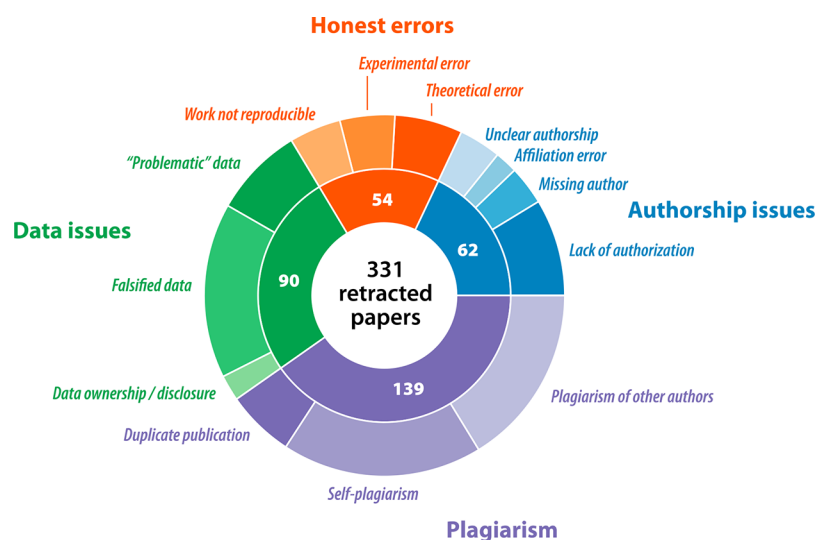 Honest errors
Experimental error
Theoretical error
Work not reproducible
Unclear authorship
“Problematic” data
Affiliation error
Missing author
54
Authorship issues
Data issues
62
Lack of authorization
331
retracted
papers
90
Falsified data
139
Data ownership / disclosure
Plagiarism of other authors
Duplicate publication
Self-plagiarism
Plagiarism